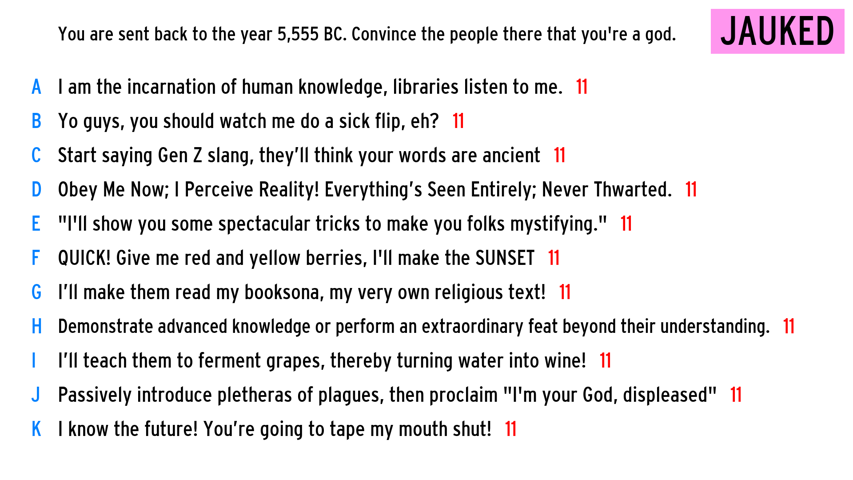 You are sent back to the year 5,555 BC. Convince the people there that you're a god.
JAUKED
A I am the incarnation of human knowledge, libraries listen to me. 11
B Yo guys, you should watch me do a sick flip, eh? 11
C Start saying Gen Z slang, they'll think your words are ancient 11
D Obey Me Now; I Perceive Reality! Everything's Seen Entirely; Never Thwarted. 11
E "I'll show you some spectacular tricks to make you folks mystifying." 11
F QUICK! Give me red and yellow berries, I'll make the SUNSET 11
G I'll make them read my booksona, my very own religious text! 11
H Demonstrate advanced knowledge or perform an extraordinary feat beyond their understanding. 11
I I'll teach them to ferment grapes, thereby turning water into wine! 11
J Passively introduce pletheras of plagues, then proclaim "I'm your God, displeased" 11
K I know the future! You're going to tape my mouth shut! 11